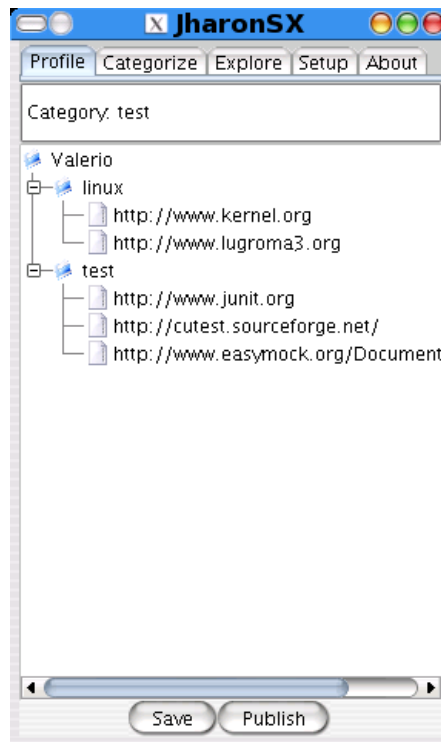 JharonSX
Profile Categorize Explore Setup About
Category: test
Valerio
linux
http://www.kernel.org
http://www.lugroma3.org
test
http://www.junit.org
http://cutest.sourceforge.net/
http://www.easymock.org/Document
Save Publish